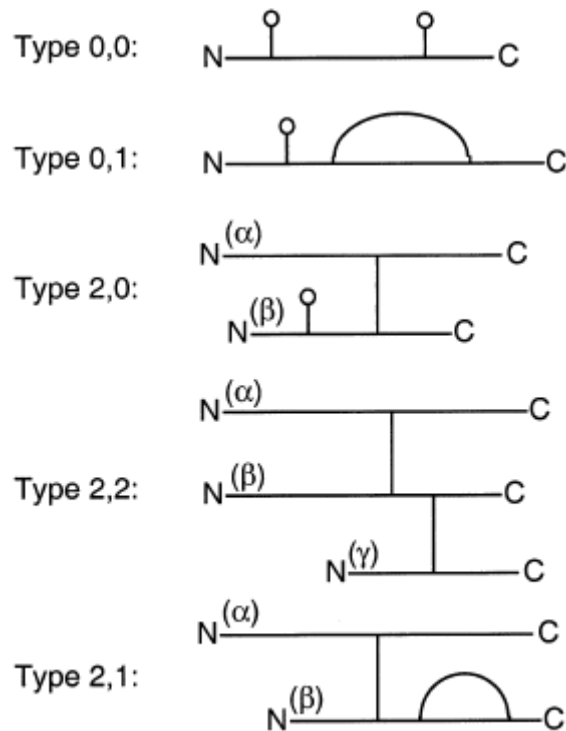 Type 0,0: N C
Type 0,1: N C
N (α) C
Type 2,0:
N (β) C
N (α) C
Type 2,2: N (β) C
N (γ) C
N (α) C
Type 2,1:
N (β) C